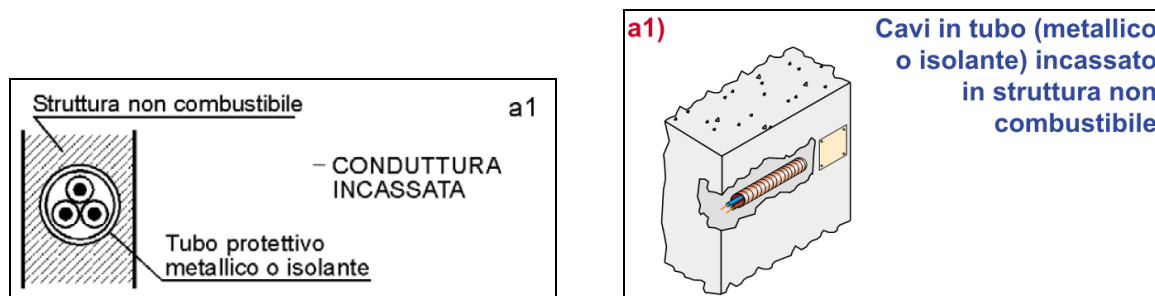 Struttura non combustibile
a1
– CONDUTTURA
INCASSATA
Tubo protettivo
metallico o isolante
a1)
Cavi in tubo (metallico
o isolante) incassato
in struttura non
combustibile